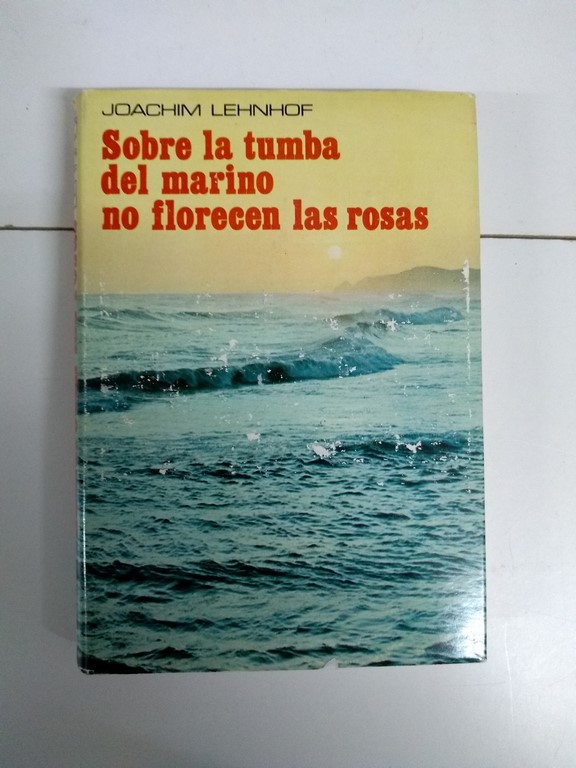 JOACHIM LEHNHOF
Sobre la tumba
del marino
no florecen las rosas